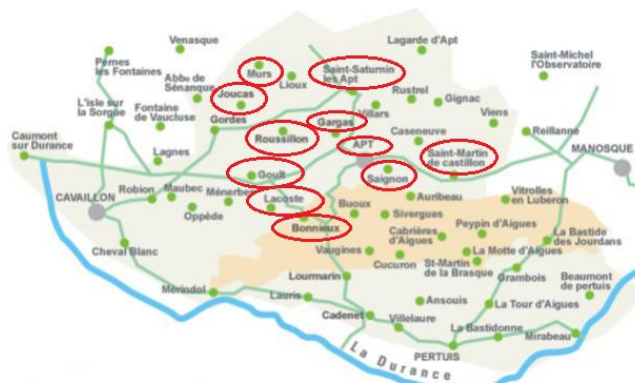 Venasque
Lagarde d'Apt
Pernes
les Fontaines
Murs
Saint-Saturnin
les Apt
Saint-Michel
l'Observatoire
Abbe de
Sénanque
Lioux
Joucas
Rustrel
Gignac
L'isle sur
la Sorgue
Fontaine
de Vaucluse
Gordes
Gargas
Villars
Viens
Roussillon
Caseneuve
Reillanne
Caumont
sur Durance
APT
Saint-Martin
de castillon
MANOSQUE
Lagnes
Goult
Saignon
CAVAILLON
Robion
Maubec
Ménerbes
Lacoste
Auribeau
Vitrolles
en Luberon
Oppède
Buoux
Sivergues
Bonnieux
Cabrières
d'Aigues
Peypin d'Aigues
La Bastide
des Jourdans
Cheval Blanc
Vaugines
La Motte d'Aigues
Cucuron
St-Martin
de la Brasque
Grambois
Lourmarin
Beaumont
de pertuis
Mérindol
Lauris
Ansouis
La Tour d'Aigues
Cadenet
Villelaure
La Bastidonne
Mirabeau
PERTUIS
La Durance